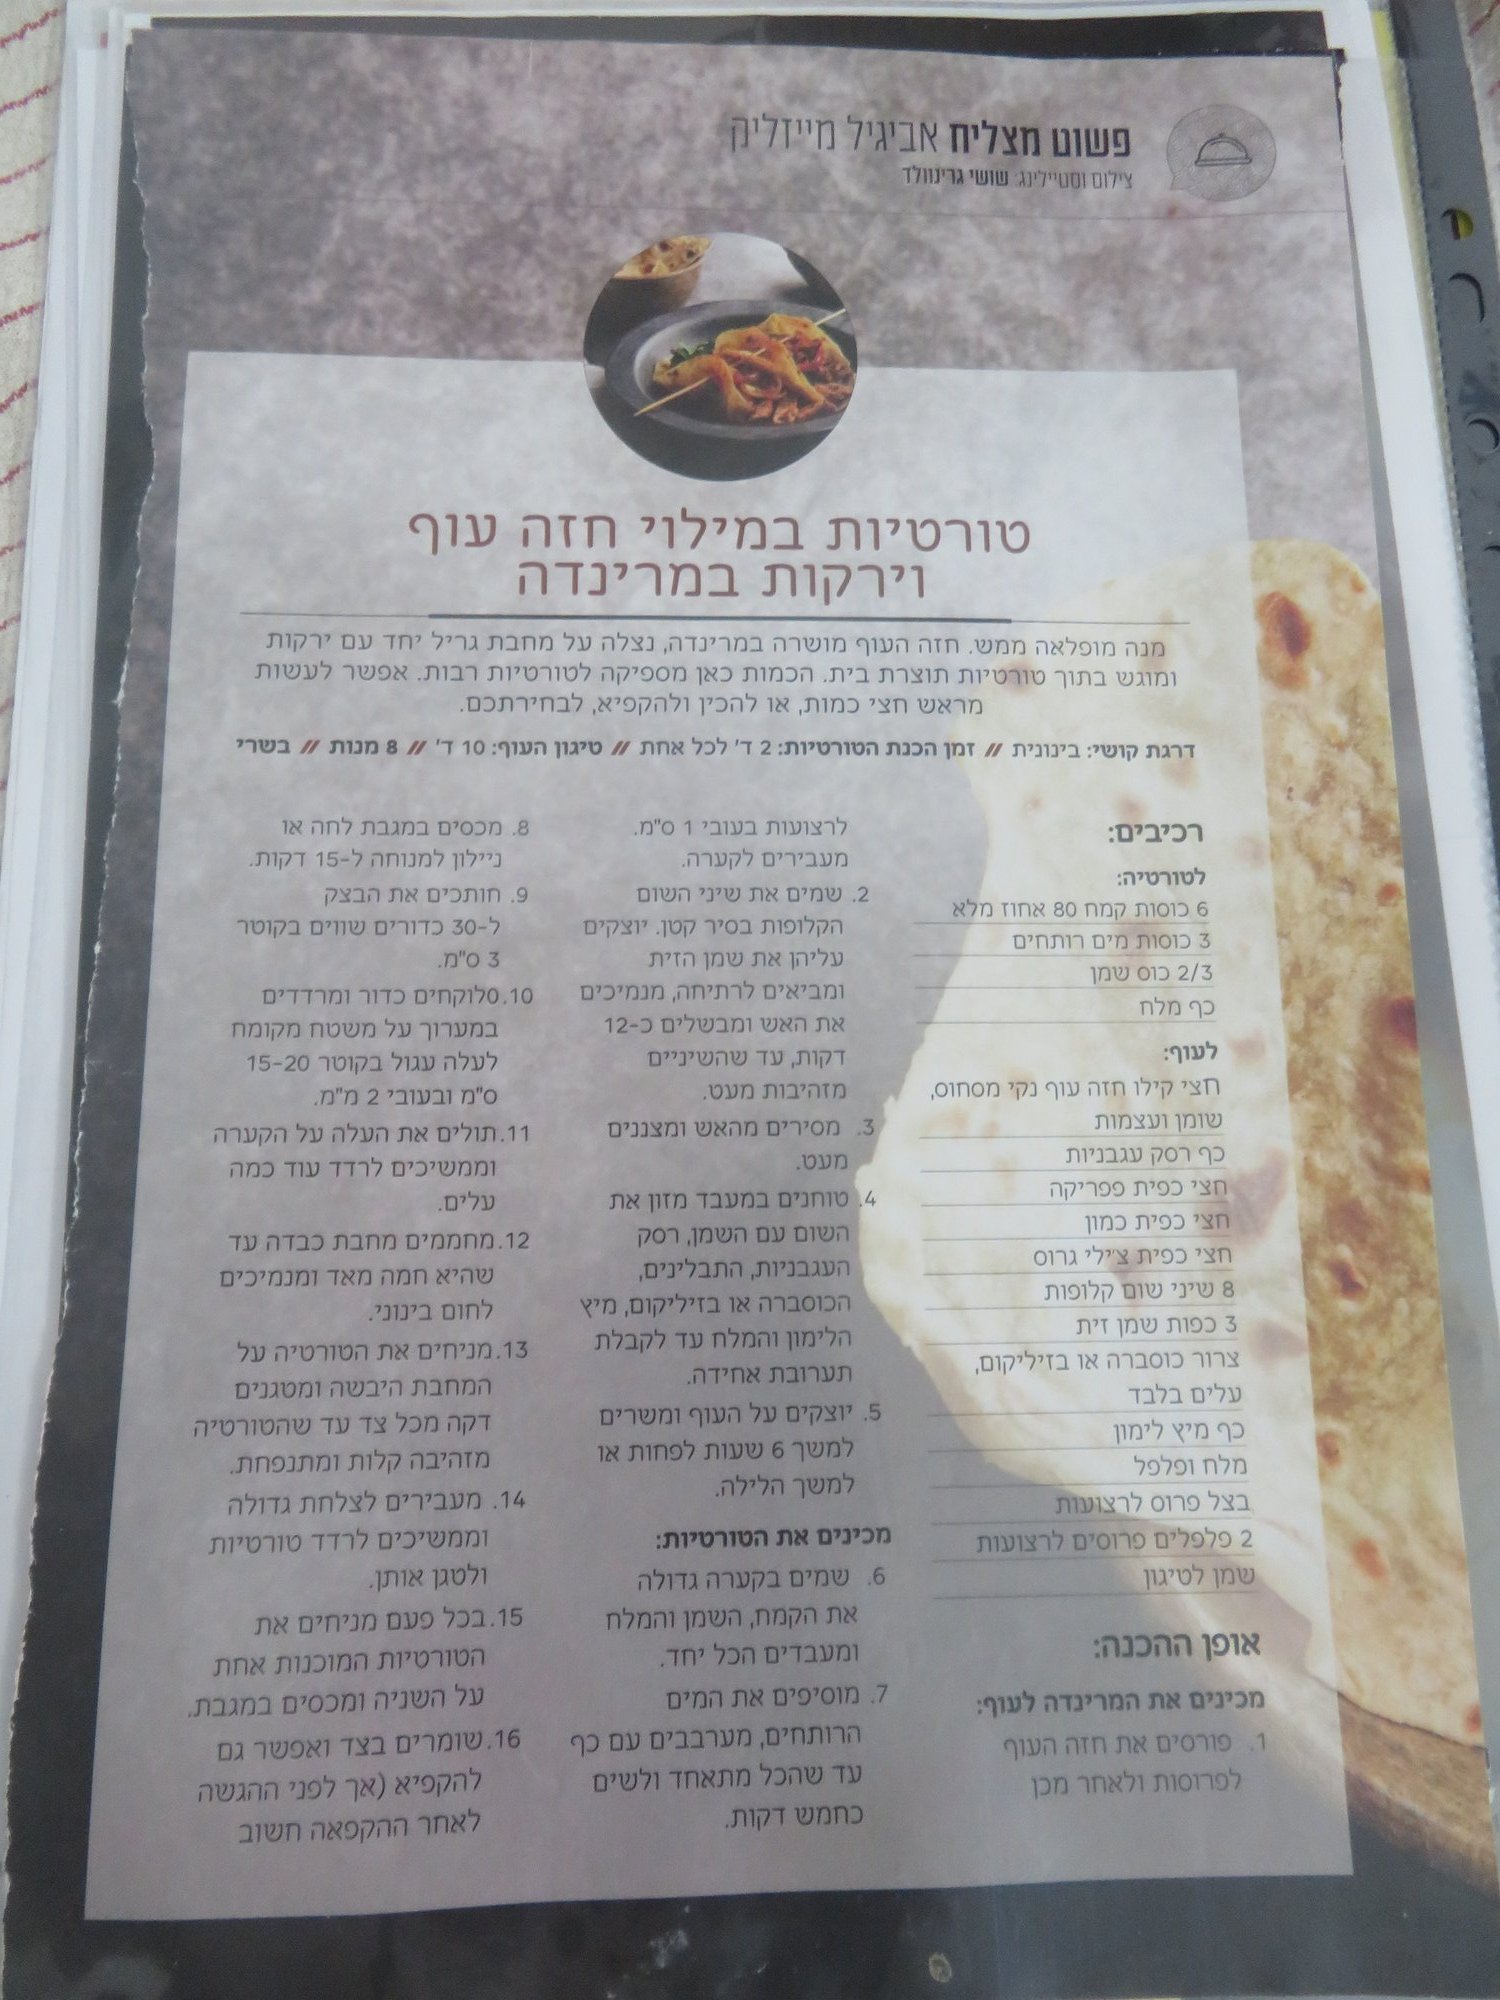 פשוט מצליח אביגיל מייזליק
צילום וסטיילינג: שושי גרינוולד
טורטיות במילוי חזה עוף
וירקות במרינדה
מנה מופלאה ממש. חזה העוף מושרה במרינדה, נצלה על מחבת גריל יחד עם ירקות
ומוגש בתוך טורטיות תוצרת בית. הכמות כאן מספיקה לטורטיות רבות. אפשר לעשות
מראש חצי כמות, או להכין ולהקפיא, לבחירתכם.
דרגת קושי: בינונית // זמן הכנת הטורטיות: 2 ד' לכל אחת // טיגון העוף: 10 ד' // 8 מנות // בשרי
רכיבים:
לטורטיה:
6 כוסות קמח 80 אחוז מלא
3 כוסות מים רותחים
2/3 כוס שמן
כף מלח
לעוף:
חצי קילו חזה עוף נקי מסחוס,
שומן ועצמות
כף רסק עגבניות
חצי כפית פפריקה
חצי כפית כמון
חצי כפית צ'ילי גרוס
8 שיני שום קלופות
3 כפות שמן זית
צרור כוסברה או בזיליקום,
עלים בלבד
כף מיץ לימון
מלח ופלפל
בצל פרוס לרצועות
2 פלפלים פרוסים לרצועות
שמן לטיגון
אופן ההכנה:
מכינים את המרינדה לעוף:
1. פורסים את חזה העוף
לפרוסות ולאחר מכן
לרצועות בעובי 1 ס"מ.
מעבירים לקערה.
2. שמים את שיני השום
הקלופות בסיר קטן. יוצקים
עליהן את שמן הזית
ומביאים לרתיחה, מנמיכים
את האש ומבשלים כ-12
דקות, עד שהשיניים
מזהיבות מעט.
3. מסירים מהאש ומצננים
מעט.
4. טוחנים במעבד מזון את
השום עם השמן, רסק
העגבניות, התבלינים,
הכוסברה או בזיליקום, מיץ
הלימון והמלח עד לקבלת
תערובת אחידה.
5. יוצקים על העוף ומשרים
למשך 6 שעות לפחות או
למשך הלילה.
מכינים את הטורטיות:
6. שמים בקערה גדולה
את הקמח, השמן והמלח
ומעבדים הכל יחד.
7. מוסיפים את המים
הרותחים, מערבבים עם כף
עד שהכל מתאחד ולשים
כחמש דקות.
8. מכסים במגבת לחה או
ניילון למנוחה ל-15 דקות.
9. חותכים את הבצק
ל-30 כדורים שווים בקוטר
3 ס"מ.
10. סלוקחים כדור ומרדדים
במערוך על משטח מקומח
לעלה עגול בקוטר 15-20
ס"מ ובעובי 2 מ"מ.
11. תולים את העלה על הקערה
וממשיכים לרדד עוד כמה
עלים.
12. מחממים מחבת כבדה עד
שהיא חמה מאד ומנמיכים
לחום בינוני.
13. מניחים את הטורטיה על
המחבת היבשה ומטגנים
דקה מכל צד עד שהטורטיה
מזהיבה קלות ומתנפחת.
14. מעבירים לצלחת גדולה
וממשיכים לרדד טורטיות
ולטגן אותן.
15. בכל פעם מניחים את
הטורטיות המוכנות אחת
על השניה ומכסים במגבת.
16. שומרים בצד ואפשר גם
להקפיא (אך לפני ההגשה
לאחר ההקפאה חשוב